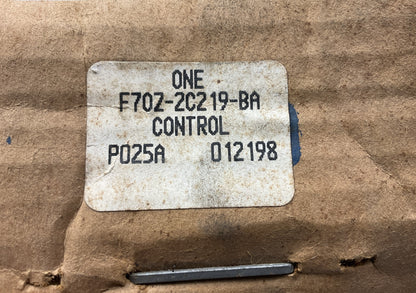 ONE
F70Z-2C219-BA
CONTROL
P025A 012198